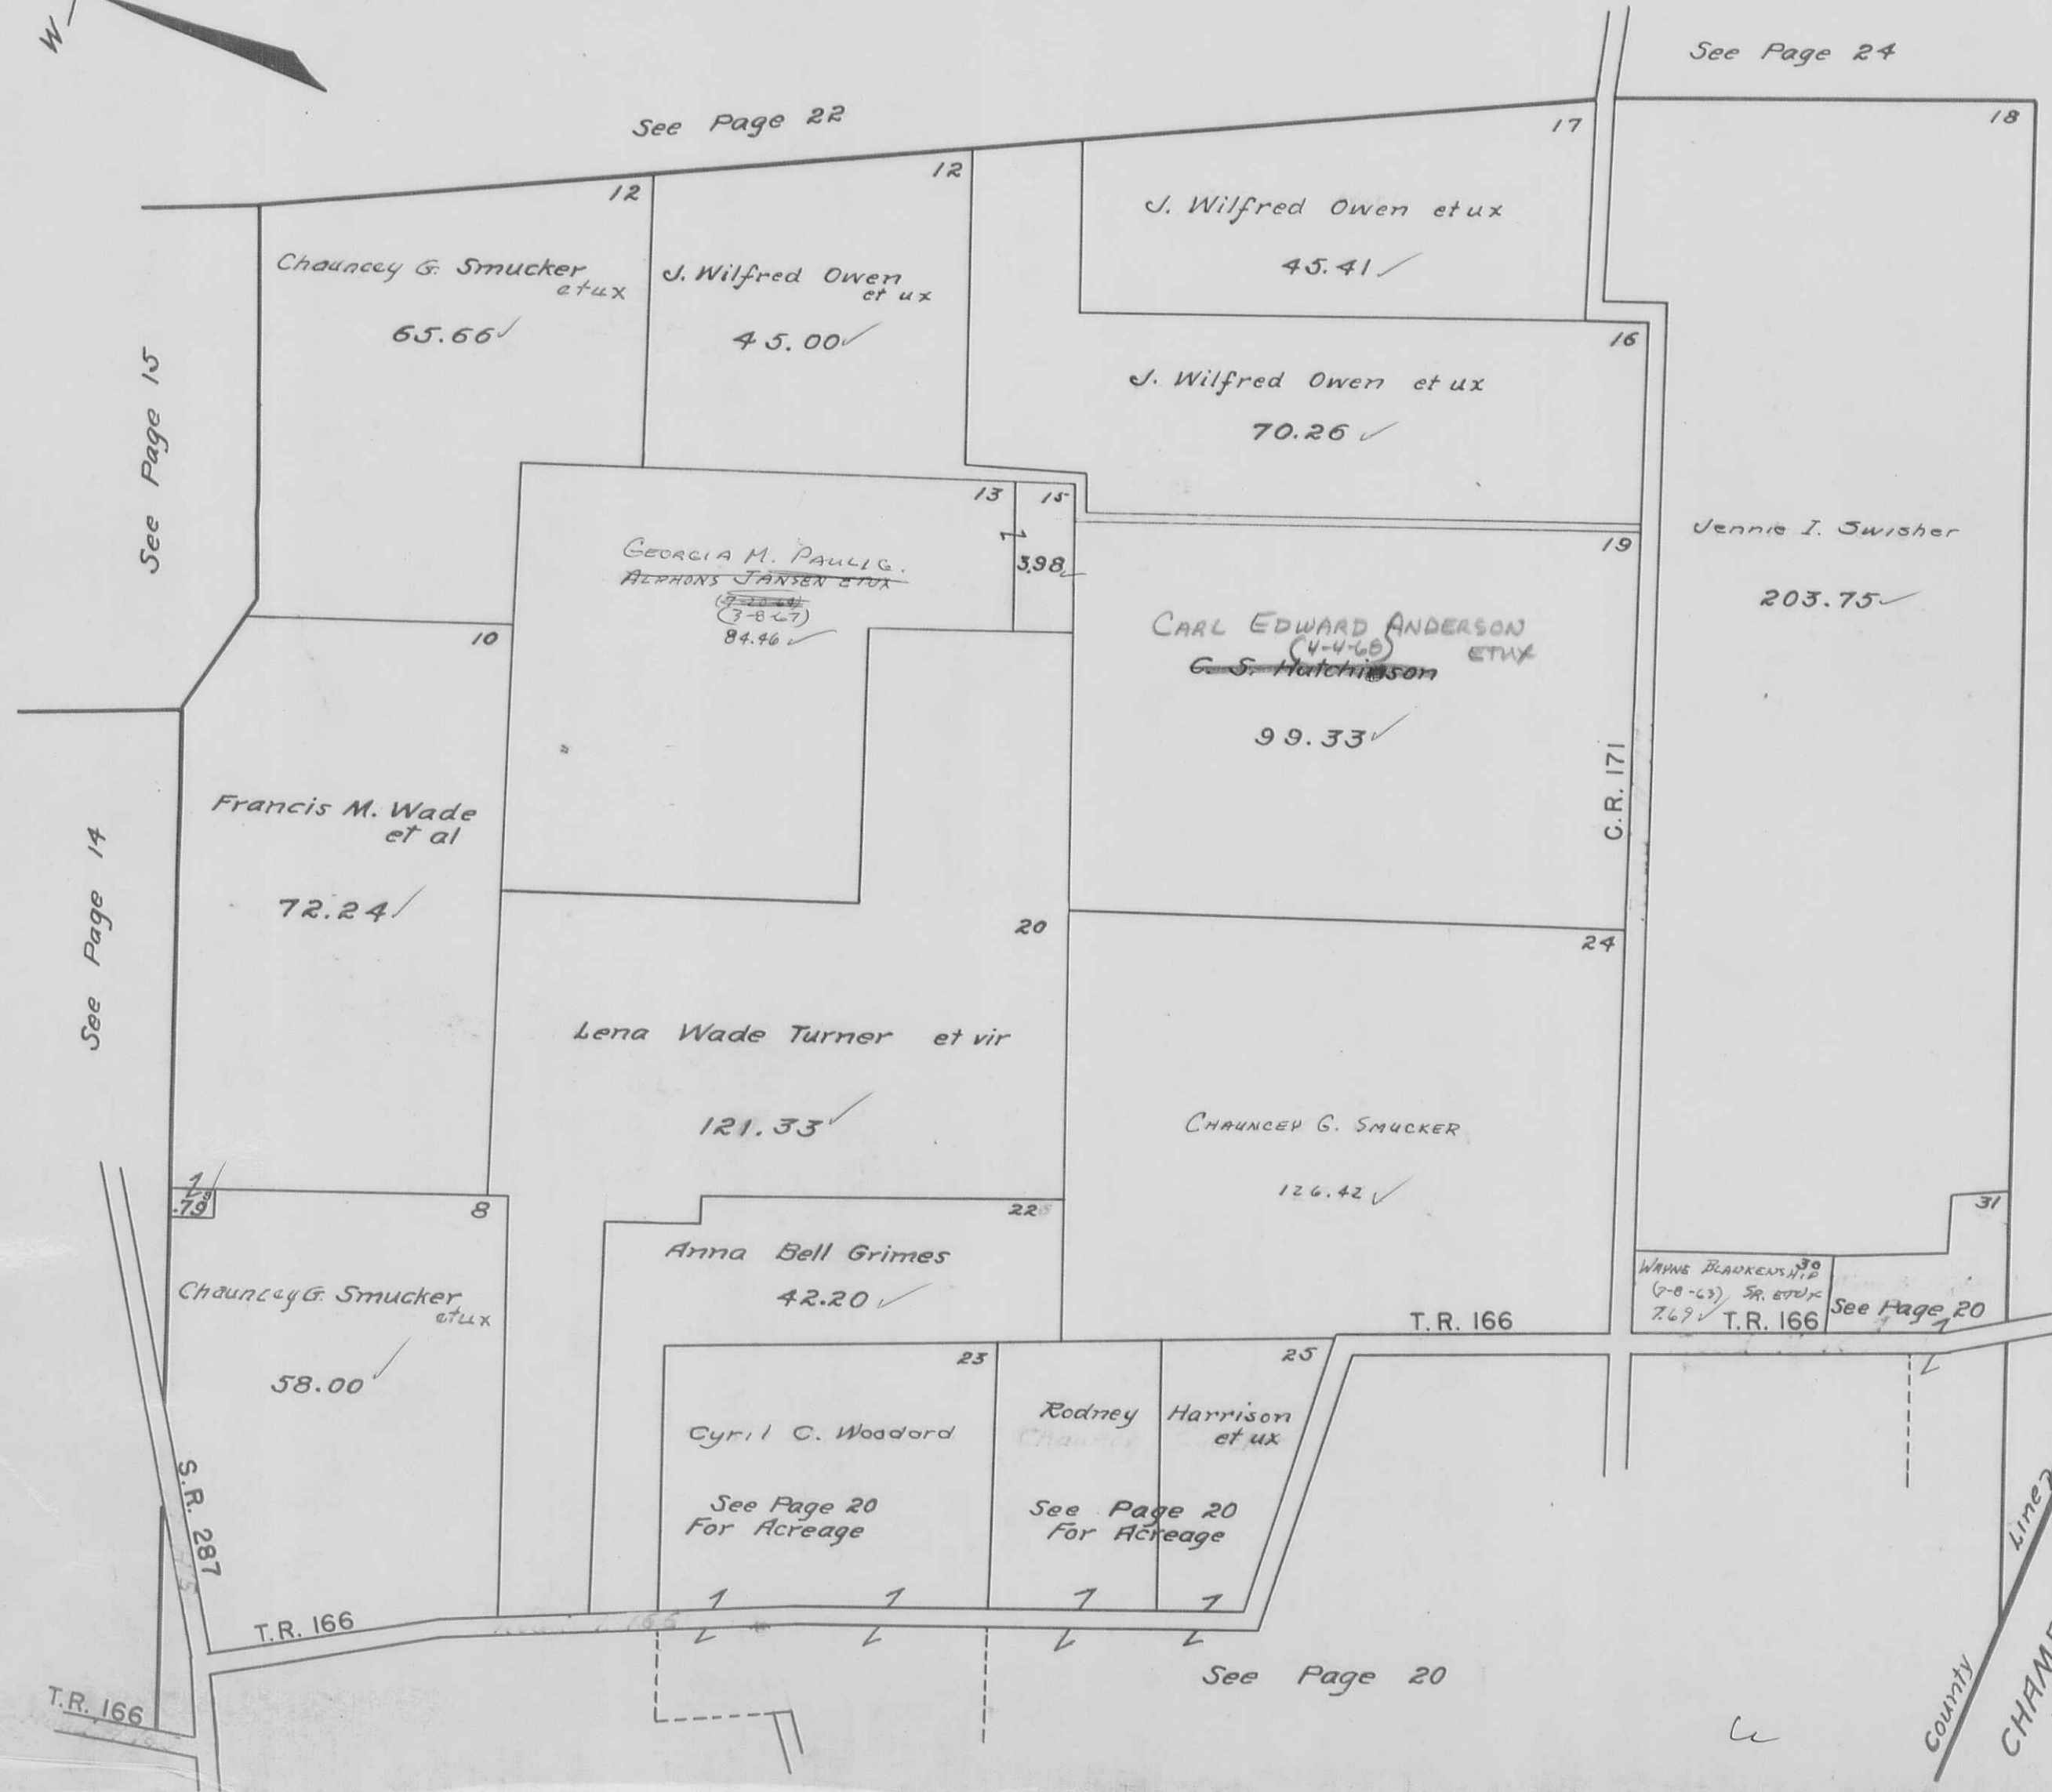 W
See Page 24
See Page 22
17
18
12
12
J. Wilfred Owen et ux
45.41
Chauncey G. Smucker
et ux
65.66
J. Wilfred Owen
et ux
45.00
16
J. Wilfred Owen et ux
70.26
See Page 15
13
15
3.98
GEORGIA M. PAULIG.
ALPHONS JANSEN ETUX
(3-8-67)
84.46
19
Jennie I. Swisher
203.75
CARL EDWARD ANDERSON
(4-4-68) ETUX
C. S. Hutchinson
99.33
10
C.R. 171
Francis M. Wade
et al
72.24
See Page 14
20
24
Lena Wade Turner et vir
121.33
CHAUNCEY G. SMUCKER
126.42
.79
8
22
31
Anna Bell Grimes
42.20
WAYNE BLANKENSHIP 30
(7-8-63) SR. ETUX
7.69
See Page 20
T.R. 166
T.R. 166
Chauncey G. Smucker
et ux
58.00
23
25
Cyril C. Woodard
See Page 20
For Acreage
Rodney Harrison
et ux
See Page 20
For Acreage
S.R. 287
T.R. 166
T.R. 166
See Page 20
County Line